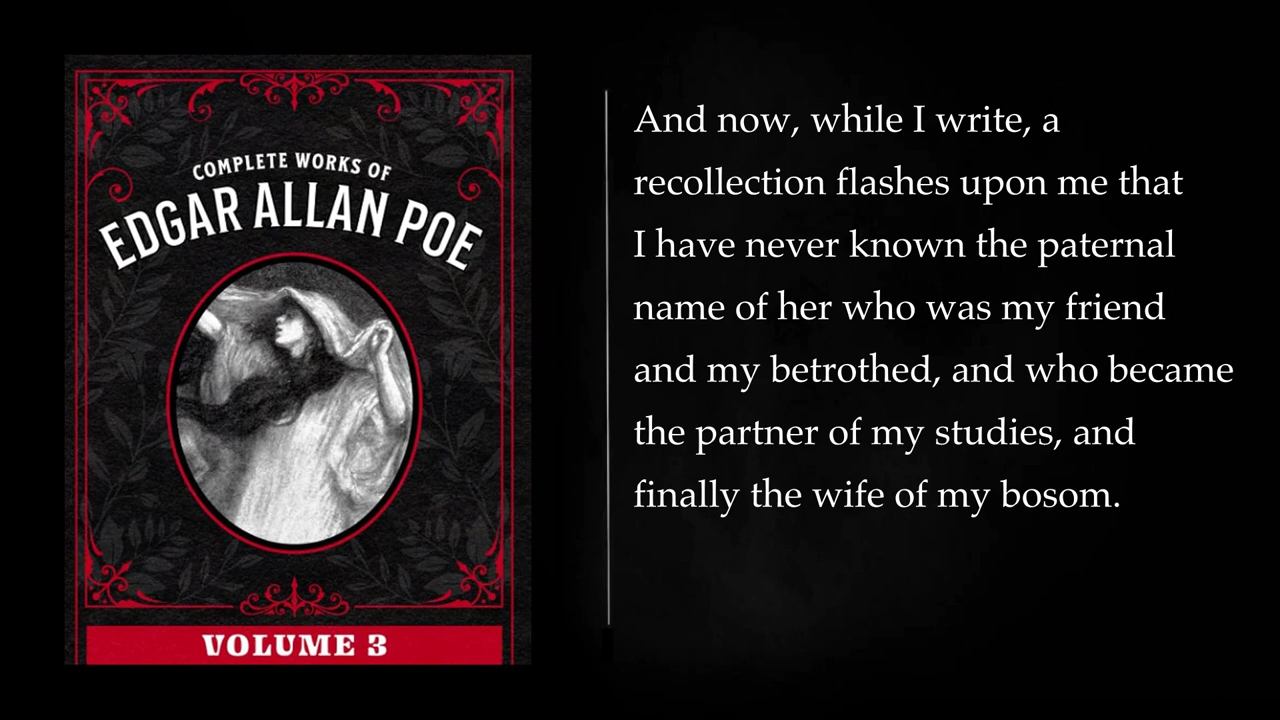 COMPLETE WORKS OF
EDGAR ALLAN POE
VOLUME 3
And now, while I write, a
recollection flashes upon me that
I have never known the paternal
name of her who was my friend
and my betrothed, and who became
the partner of my studies, and
finally the wife of my bosom.